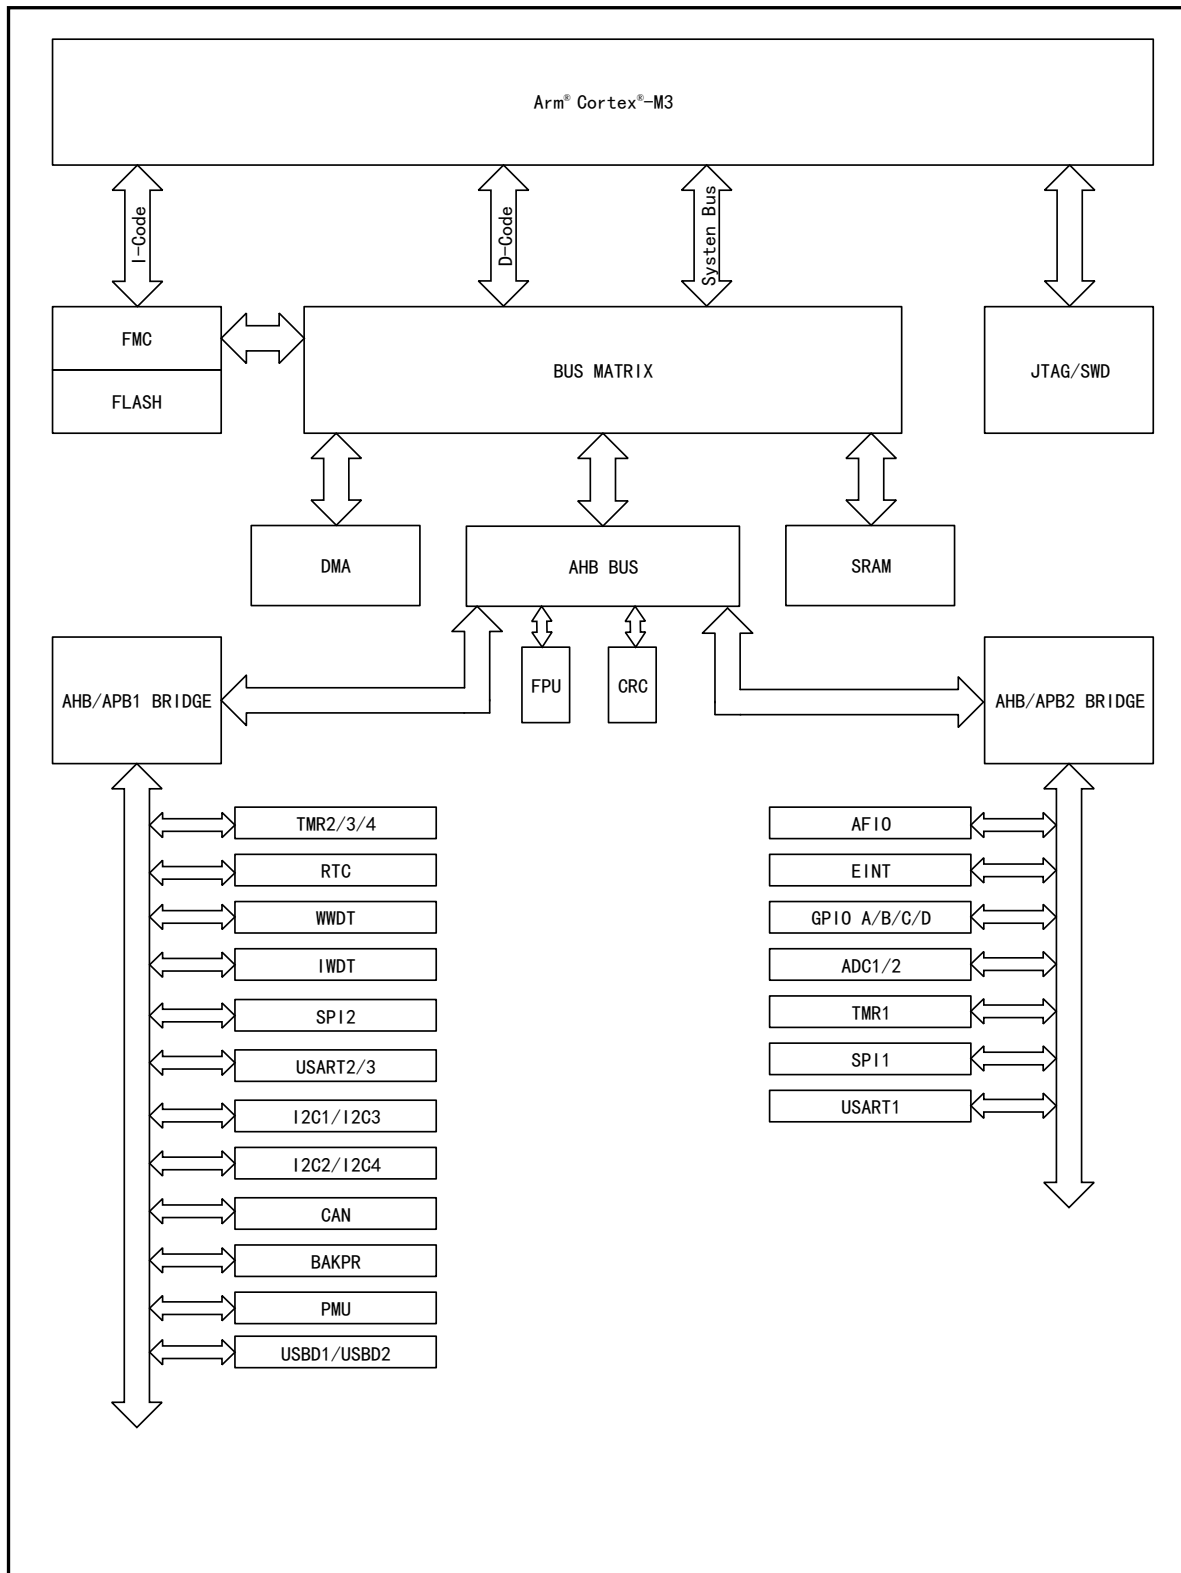 Arm® Cortex®-M3
I-Code
D-Code
Systen Bus
FMC
FLASH
BUS MATRIX
JTAG/SWD
DMA
AHB BUS
SRAM
AHB/APB1 BRIDGE
FPU
CRC
AHB/APB2 BRIDGE
TMR2/3/4
RTC
WWDT
IWDT
SPI2
USART2/3
I2C1/I2C3
I2C2/I2C4
CAN
BAKPR
PMU
USBD1/USBD2
AFIO
EINT
GPIO A/B/C/D
ADC1/2
TMR1
SPI1
USART1